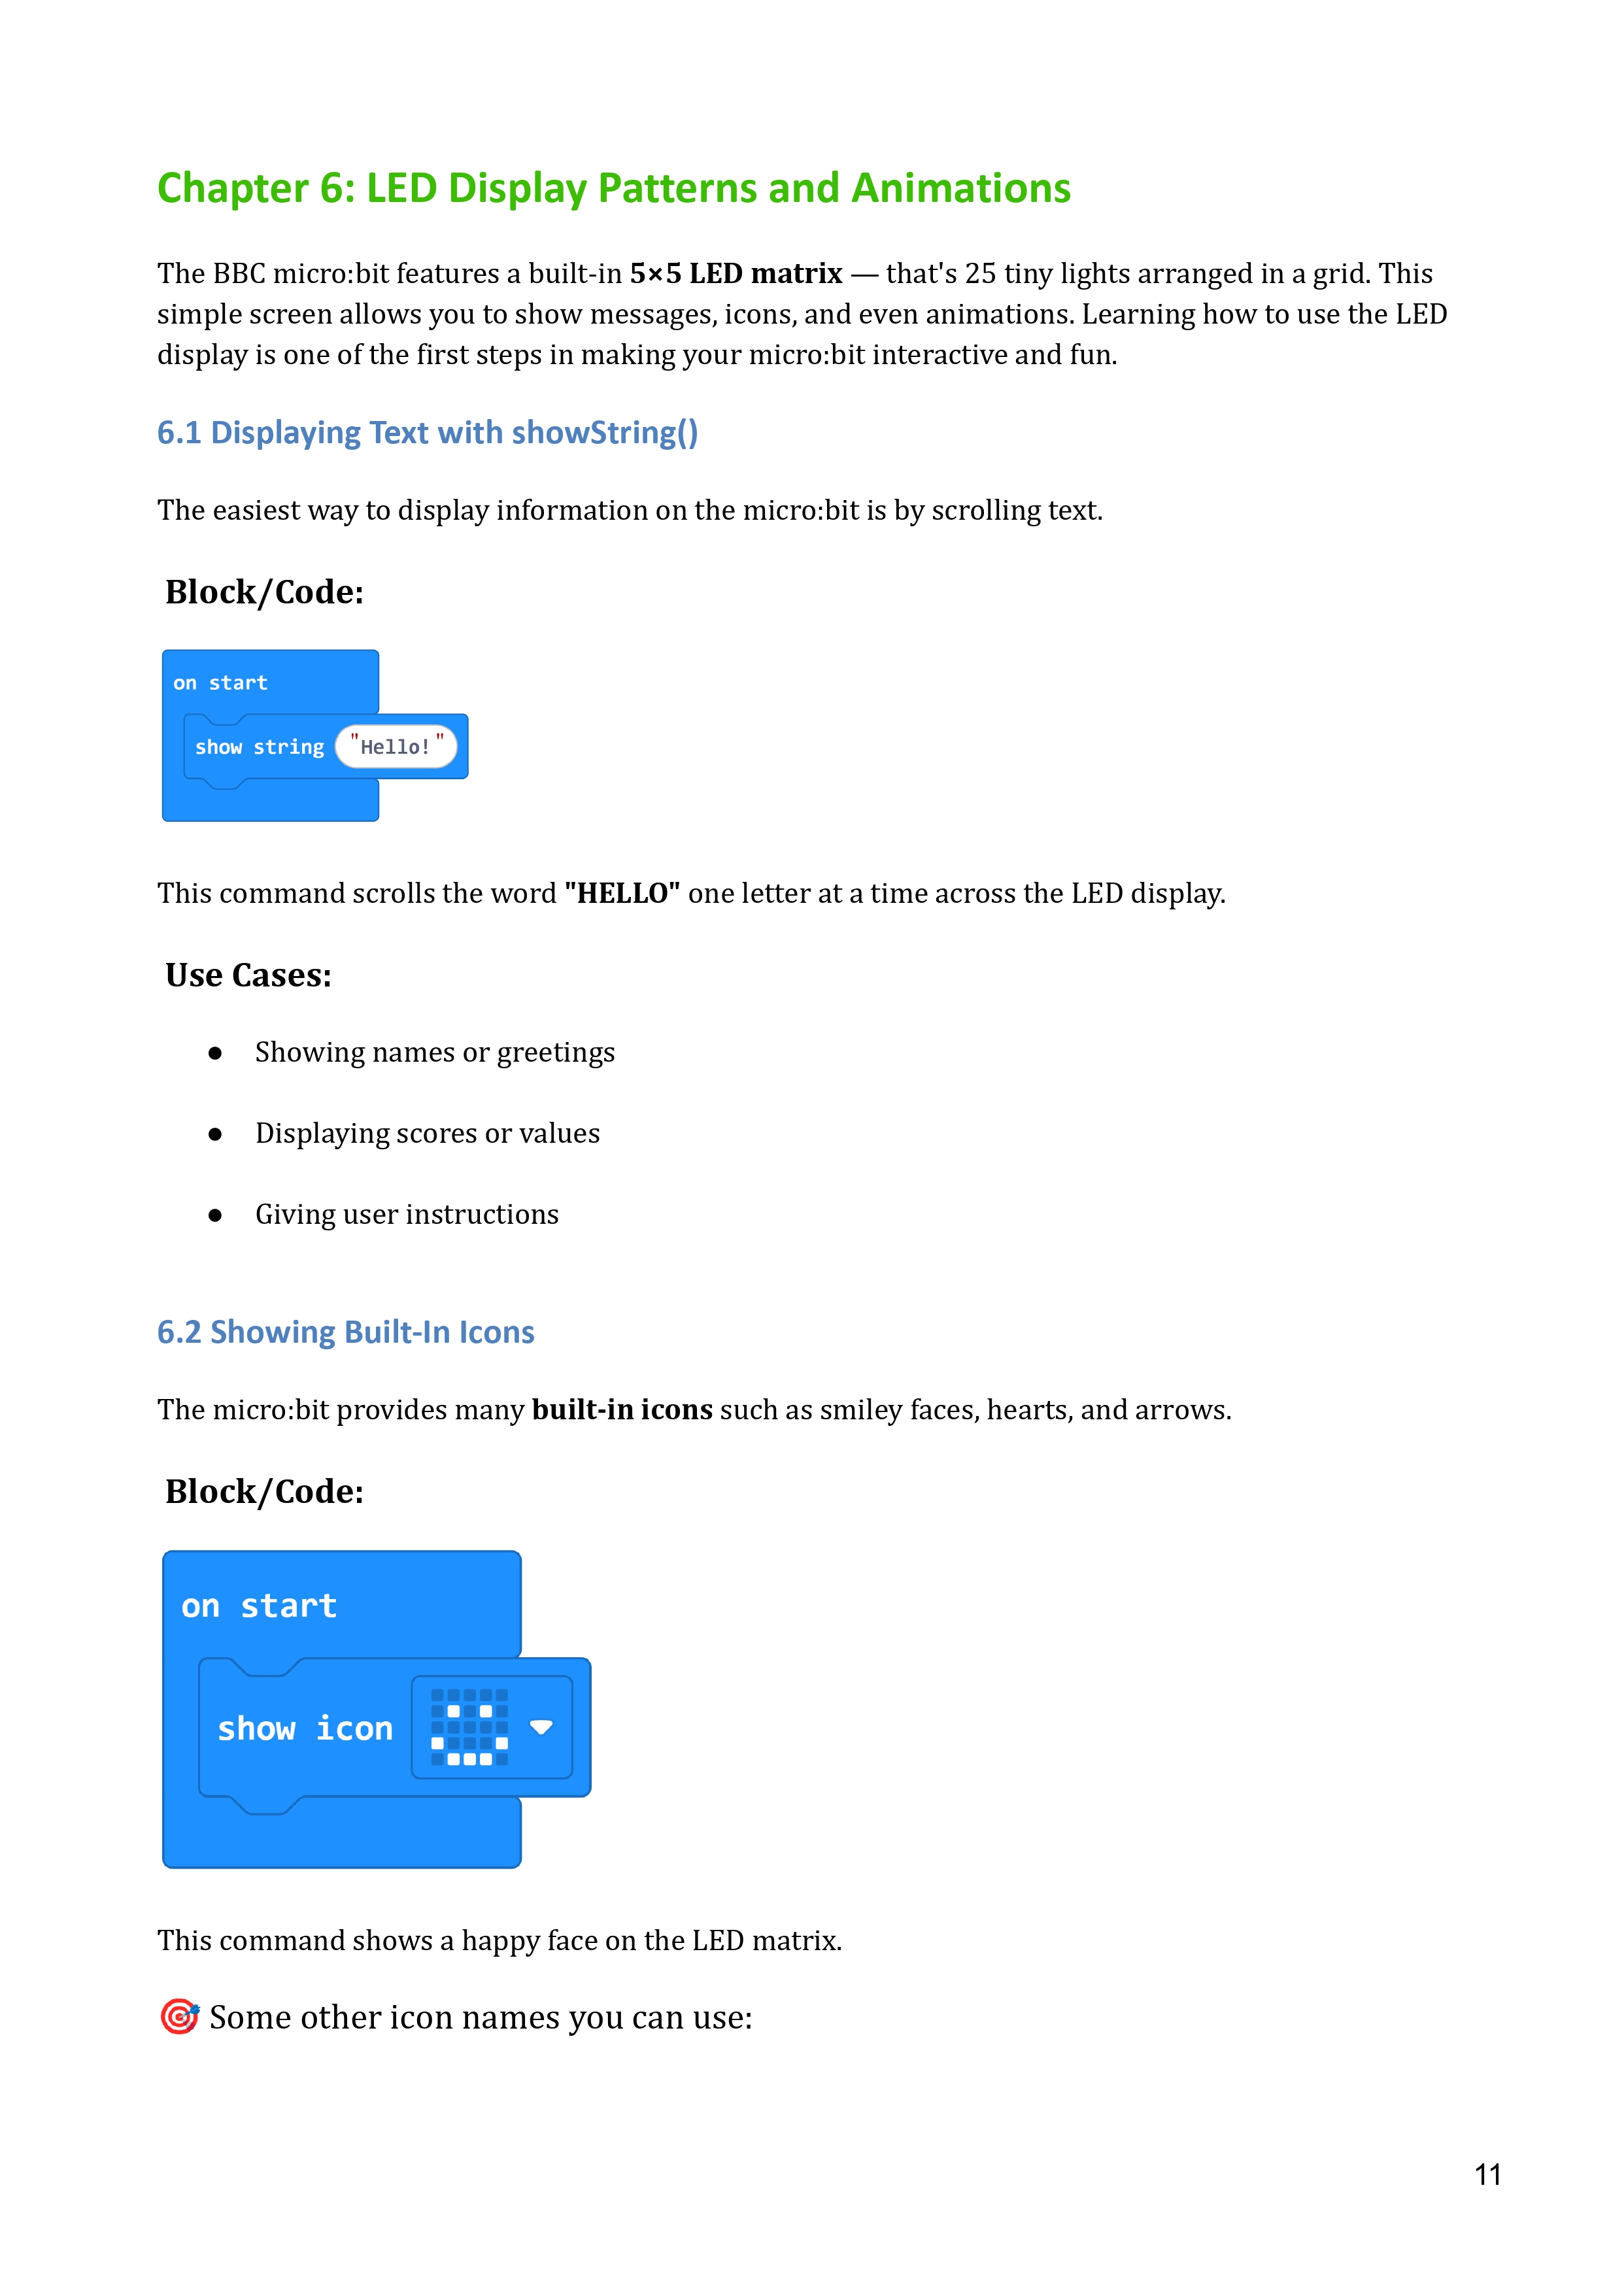 Chapter 6: LED Display Patterns and Animations
The BBC micro:bit features a built-in 5×5 LED matrix — that's 25 tiny lights arranged in a grid. This
simple screen allows you to show messages, icons, and even animations. Learning how to use the LED
display is one of the first steps in making your micro:bit interactive and fun.
6.1 Displaying Text with showString()
The easiest way to display information on the micro:bit is by scrolling text.
Block/Code:
on start
show string "Hello!"
This command scrolls the word "HELLO" one letter at a time across the LED display.
Use Cases:
● Showing names or greetings
● Displaying scores or values
● Giving user instructions
6.2 Showing Built-In Icons
The micro:bit provides many built-in icons such as smiley faces, hearts, and arrows.
Block/Code:
on start
show icon
This command shows a happy face on the LED matrix.
🎯 Some other icon names you can use:
11